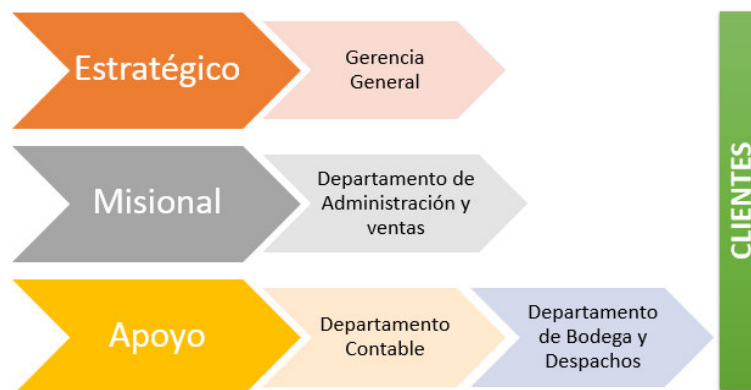 Estratégico
Gerencia
General
Misional
Departamento de
Administración y
ventas
Apoyo
Departamento
Contable
Departamento
de Bodega y
Despachos
CLIENTES